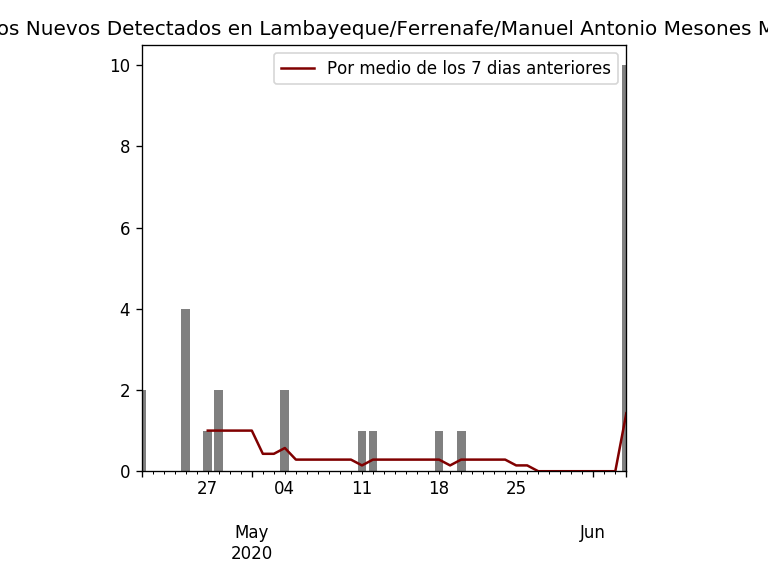 os Nuevos Detectados en Lambayeque/Ferrenafe/Manuel Antonio Mesones M
Por medio de los 7 dias anteriores
10
8
6
4
2
0
27 04 11 18 25
May Jun
2020